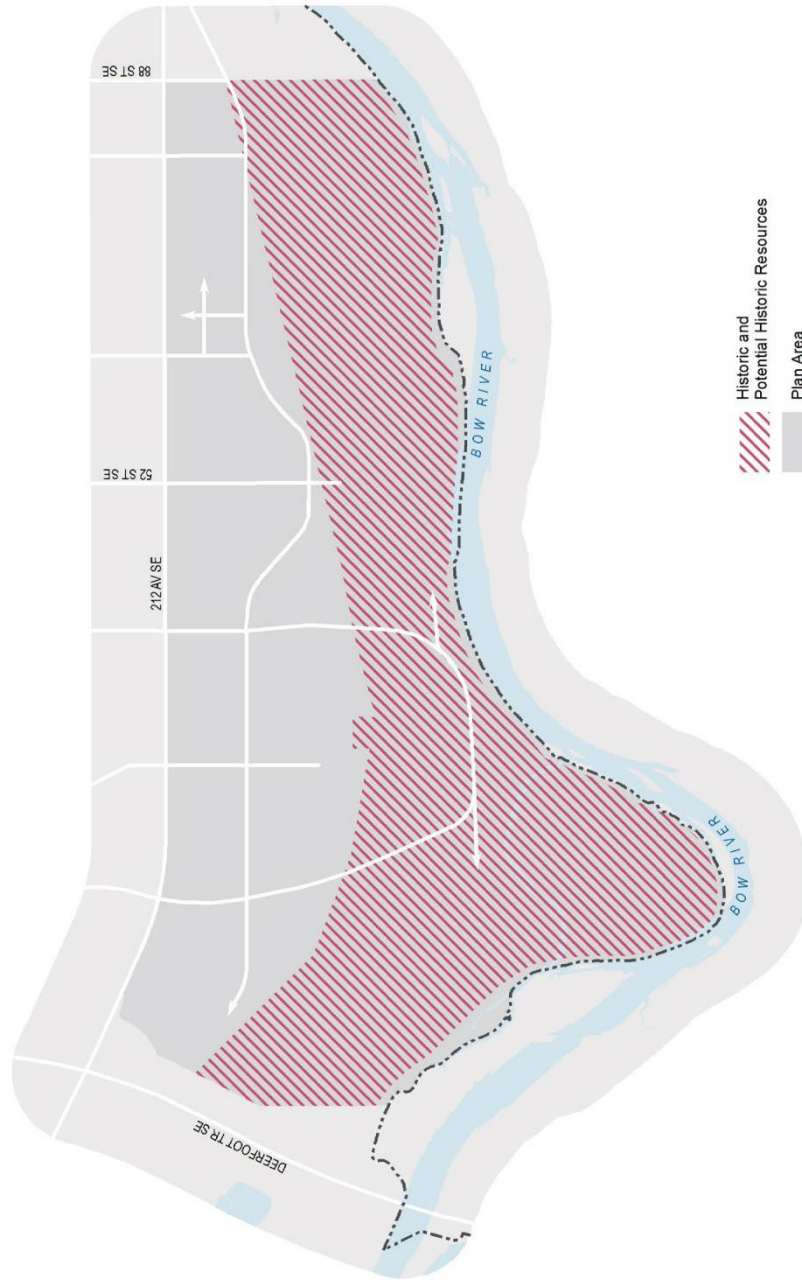 88 ST SE
52 ST SE
212 AV SE
DEERFOOT TR SE
BOW RIVER
BOW RIVER
Historic and
Potential Historic Resources
Plan Area